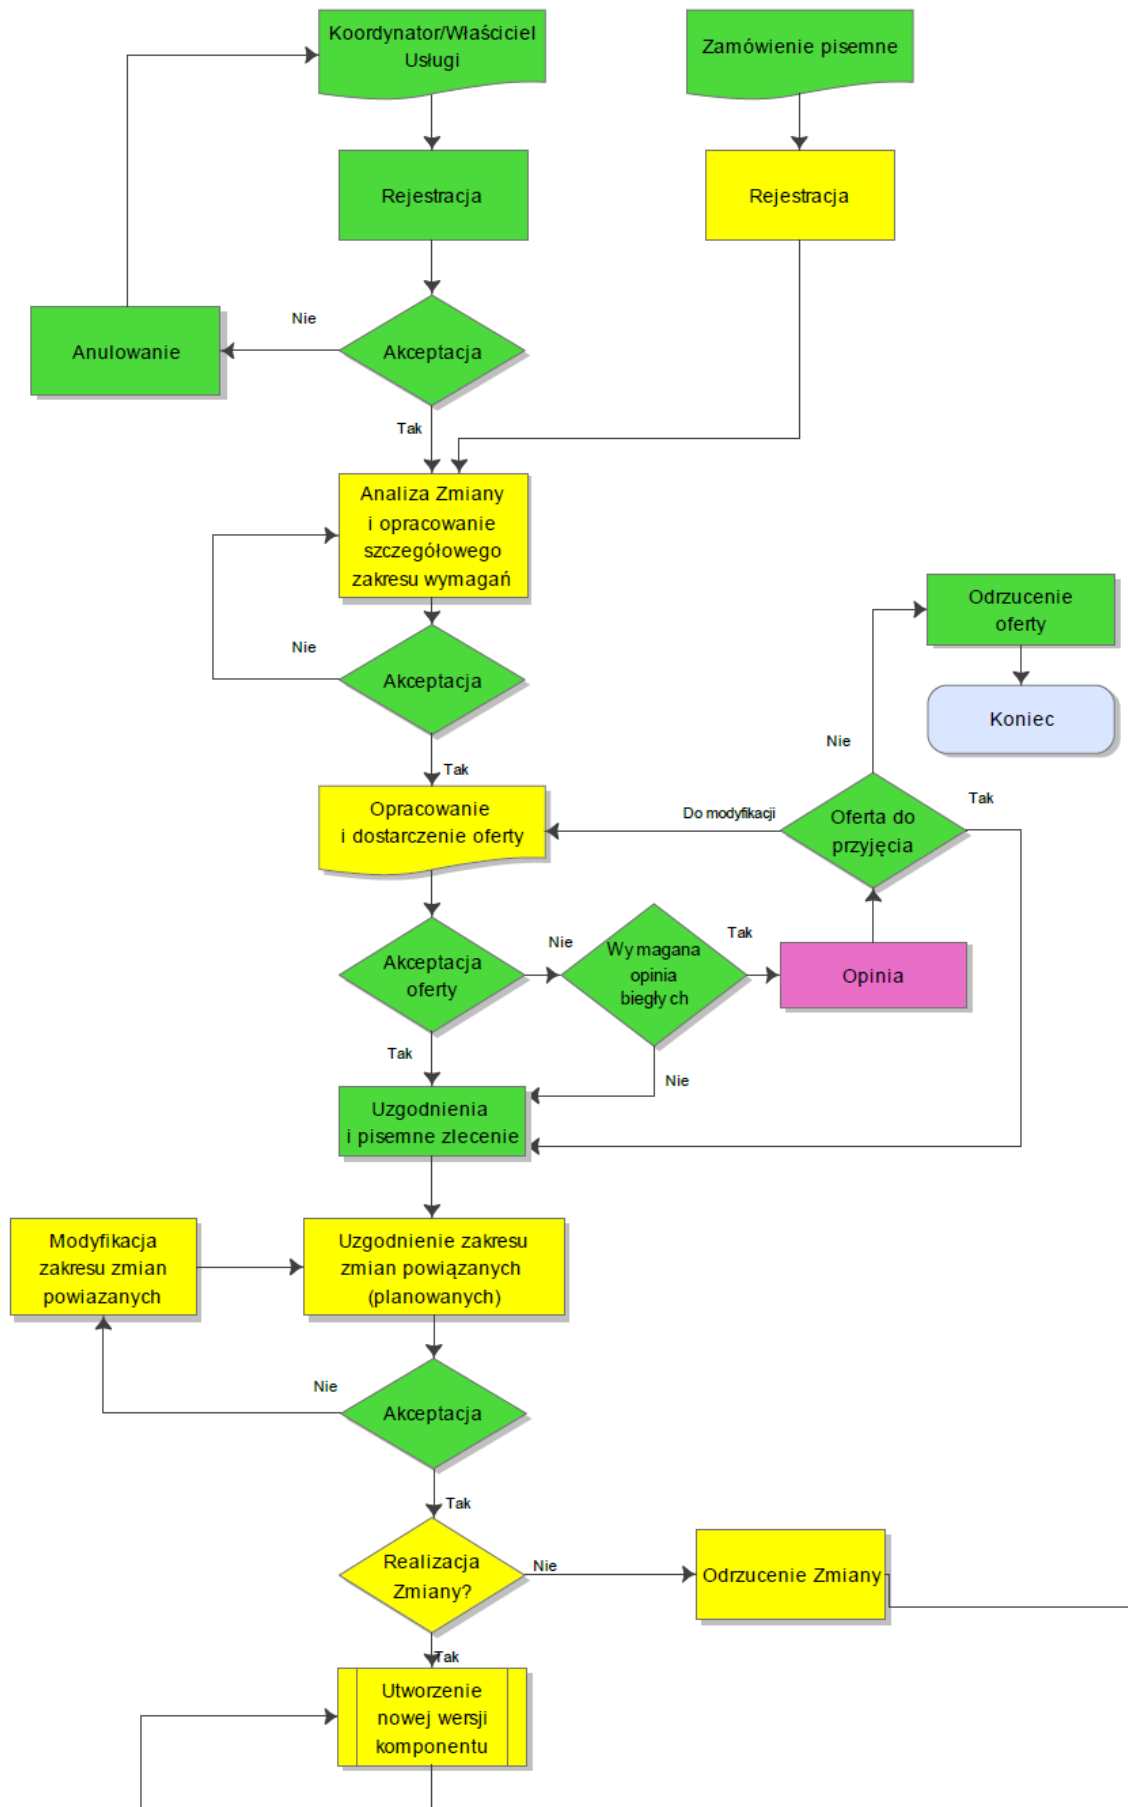 Koordynator/Właściciel
Usługi
Zamówienie pisemne
Rejestracja
Rejestracja
Anulowanie
Nie
Akceptacja
Tak
Analiza Zmiany
i opracowanie
szczegółowego
zakresu wymagań
Nie
Akceptacja
Tak
Odrzucenie
oferty
Koniec
Nie
Opracowanie
i dostarczenie oferty
Do modyfikacji
Oferta do
przyjęcia
Tak
Akceptacja
oferty
Nie
Wymagana
opinia
biegłych
Tak
Opinia
Tak
Nie
Uzgodnienia
i pisemne zlecenie
Modyfikacja
zakresu zmian
powiazanych
Uzgodnienie zakresu
zmian powiązanych
(planowanych)
Nie
Akceptacja
Tak
Realizacja
Zmiany?
Nie
Odrzucenie Zmiany
Tak
Utworzenie
nowej wersji
komponentu